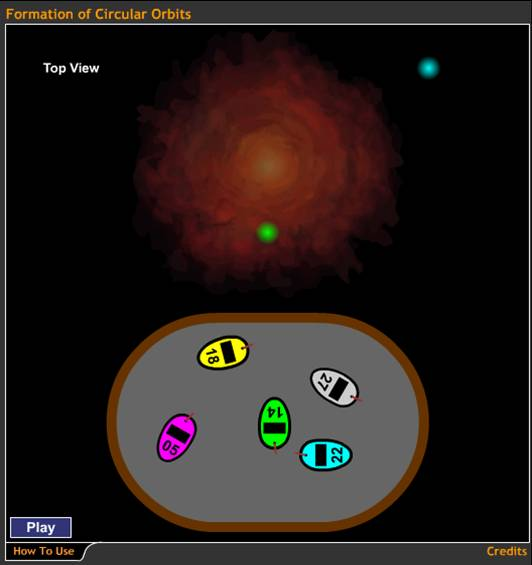 Formation of Circular Orbits
Top View
18
27
14
05
22
Play
How To Use
Credits